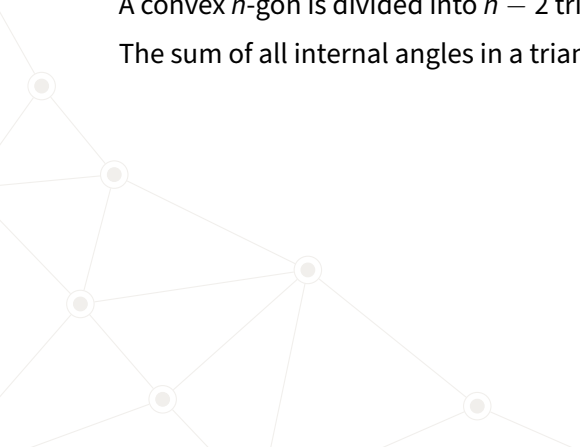 A convex n-gon is divided into n − 2
The sum of all internal angles in a